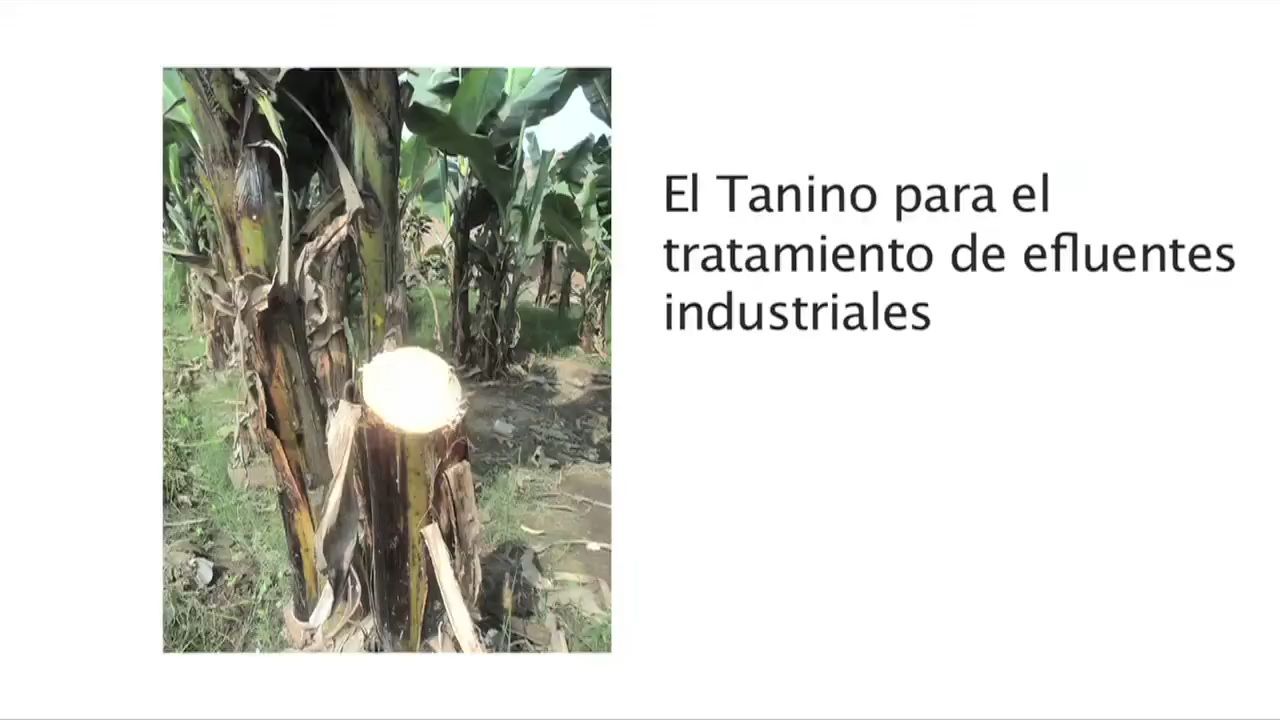 El Tanino para el
tratamiento de efluentes
industriales